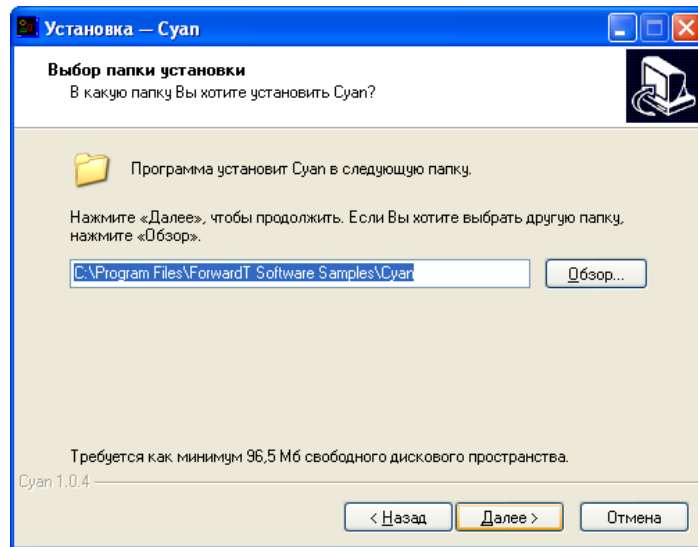 Установка — Cyan
Выбор папки установки
В какую папку Вы хотите установить Cyan?
Программа установит Cyan в следующую папку.
Нажмите «Далее», чтобы продолжить. Если Вы хотите выбрать другую папку,
нажмите «Обзор».
C:\Program Files\ForwardT Software Samples\Cyan
Обзор...
Требуется как минимум 96,5 Мб свободного дискового пространства.
Cyan 1.0.4
< Назад
Далее >
Отмена